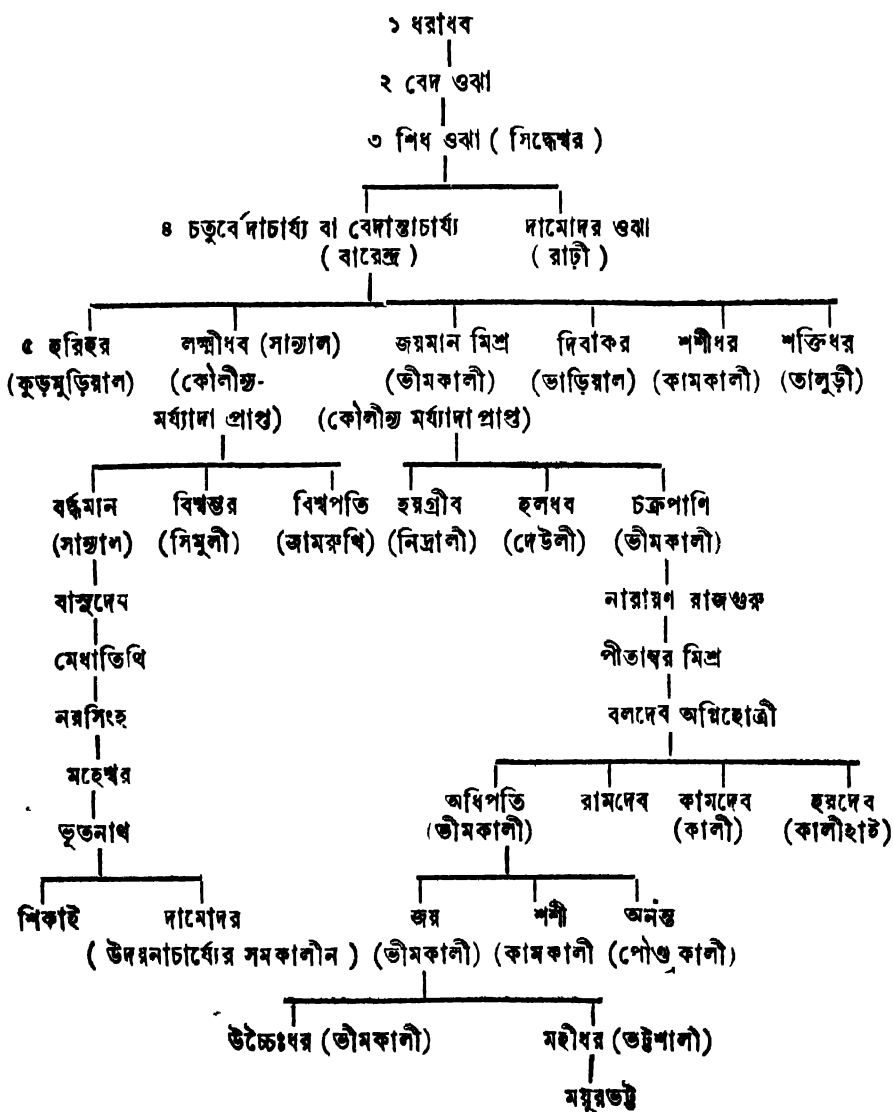 ১ ধরাধব
২ বেদ ওঝা
৩ শিধ ওঝা ( সিদ্ধেশ্বর )
৪ চতুর্বেদাচার্য্য বা বেদান্তাচার্য্য দামোদর ওঝা
( বারেন্দ্র ) ( রাঢ়ী )
৫ হরিহর লক্ষ্মীধব (সান্যাল) জয়মান মিশ্র দিবাকর শশীধর শক্তিধর
(কুড়মুড়িয়াল) (কৌলীন্য- (ভীমকালী) (ভাড়িয়াল) (কামকালী) (তালুড়ী)
মর্য্যাদা প্রাপ্ত) (কৌলীন্য মর্য্যাদা প্রাপ্ত)
বর্দ্ধমান বিশ্বম্ভর বিশ্বপতি হয়গ্রীব হলধব চক্রপাণি
(সান্যাল) (সিমুলী) (জামরুখি) (নিদ্রালী) (দেউলী) (ভীমকালী)
বাসুদেব নারায়ণ রাজগুরু
মেধাতিথি পীতাম্বর মিশ্র
নরসিংহ বলদেব অগ্নিহোত্রী
মহেশ্বর
অধিপতি রামদেব কামদেব হরদেব
ভূতনাথ (ভীমকালী) (কালী) (কালীহাই)
শিকাই দামোদর জয় শশী অনন্ত
( উদয়নাচার্য্যের সমকালীন ) (ভীমকালী) (কামকালী (পৌণ্ড্র কালী)
উচ্চৈঃধর (ভীমকালী) মহীধর (ভট্টশালী)
ময়ূরভট্ট